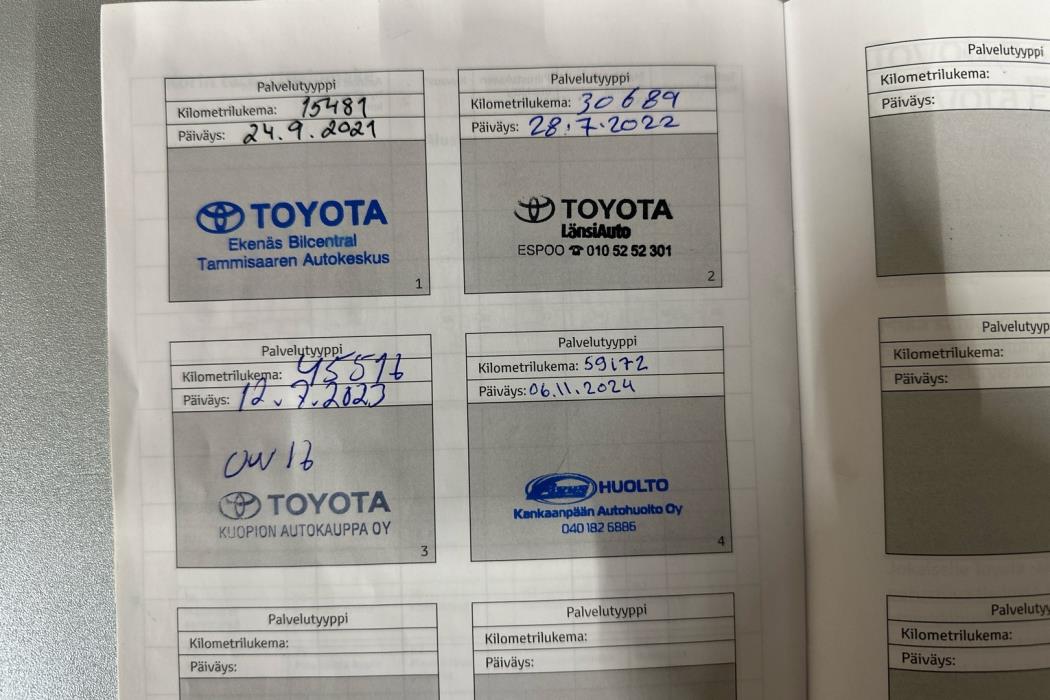 Palvelutyyppi
Kilometrilukema: 15481
Päiväys: 24.9.2021
TOYOTA
Ekenäs Bilcentral
Tammisaaren Autokeskus
1
Palvelutyyppi
Kilometrilukema: 30689
Päiväys: 28.7.2022
TOYOTA
LänsiAuto
ESPOO ☎ 010 52 52 301
2
Palvelutyyppi
Kilometrilukema:
Päiväys:
Palvelutyyppi
Kilometrilukema: 45516
Päiväys: 12.7.2023
TOYOTA
KUOPION AUTOKAUPPA OY
3
Palvelutyyppi
Kilometrilukema: 59172
Päiväys: 06.11.2024
HUOLTO
Kankaanpään Autohuolto Oy
040 182 6886
4
Palvelutyyp
Kilometrilukema:
Päiväys:
Palvelutyyppi
Kilometrilukema:
Päiväys:
Palvelutyyppi
Kilometrilukema:
Päiväys:
Palveluty
Kilometrilukema:
Päiväys: